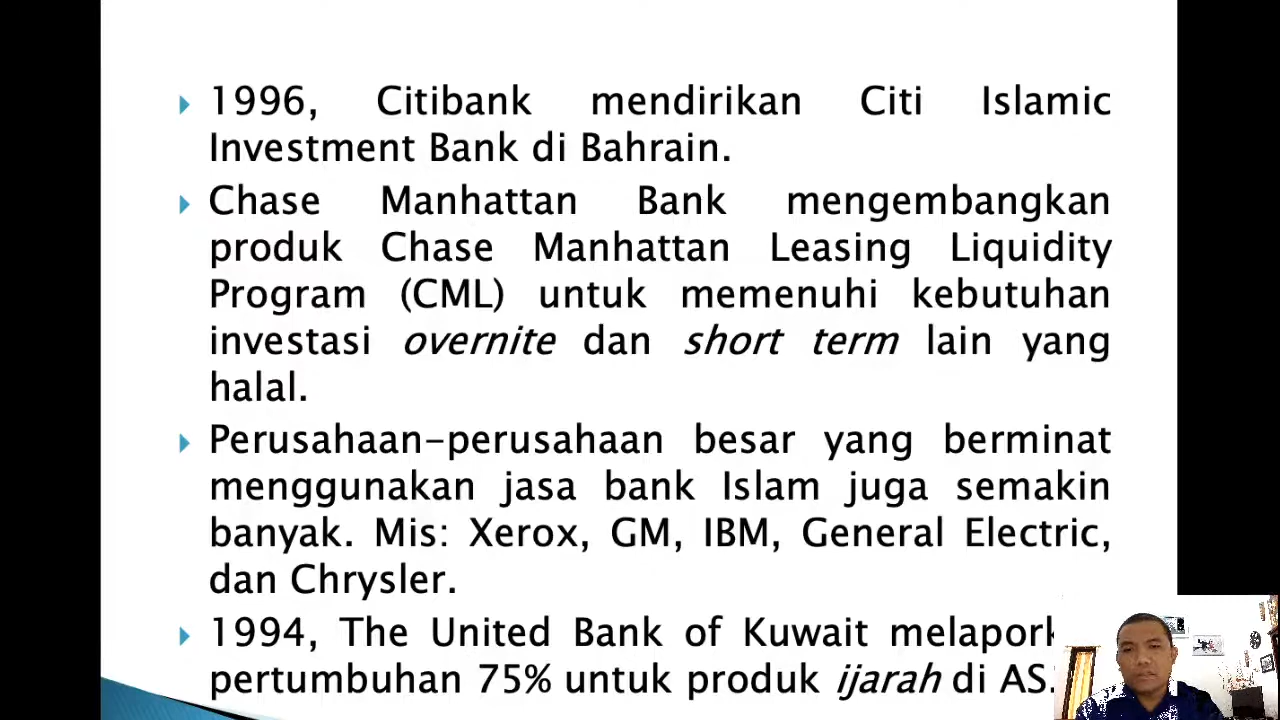 1996, Citibank mendirikan Citi Islamic
Investment Bank di Bahrain.
Chase Manhattan Bank mengembangkan
produk Chase Manhattan Leasing Liquidity
Program (CML) untuk memenuhi kebutuhan
investasi overnite dan short term lain yang
halal.
Perusahaan-perusahaan besar yang berminat
menggunakan jasa bank Islam juga semakin
banyak. Mis: Xerox, GM, IBM, General Electric,
dan Chrysler.
1994, The United Bank of Kuwait
pertumbuhan 75% untuk produk ijarah di AS.